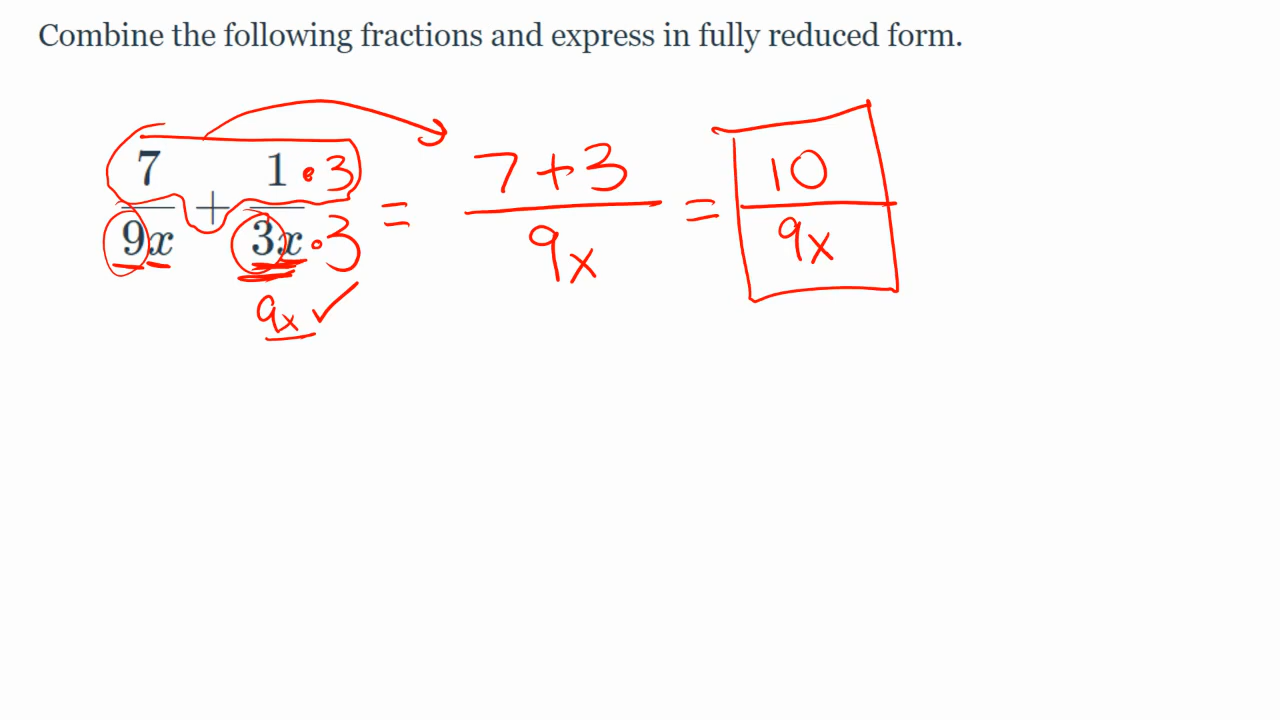 Combine the following fractions and express in fully reduced form.
7/9x + 1·3/3x·3 = 7+3/9x = 10/9x
9x ✓